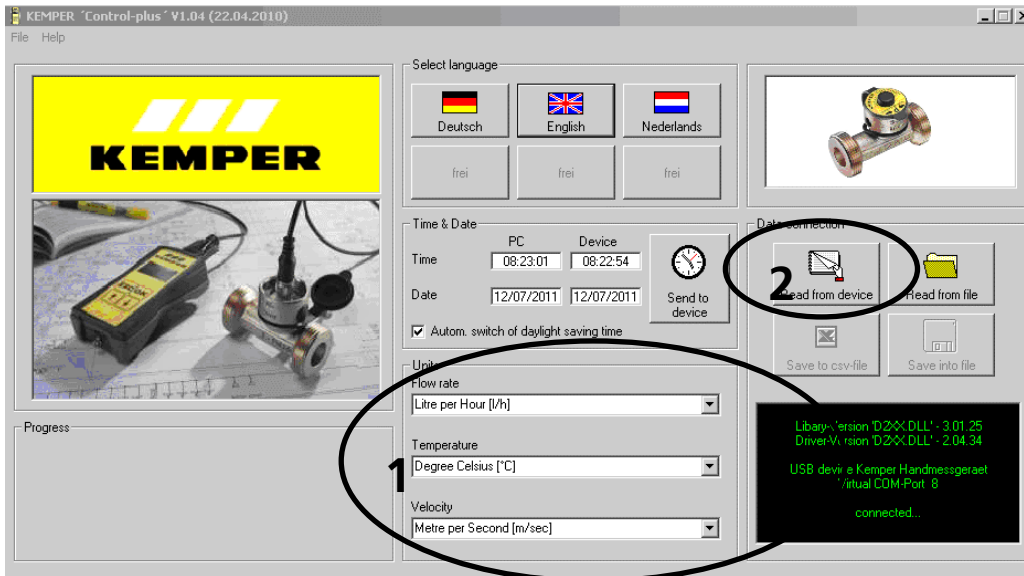 KEMPER ´Control-plus´ V1.04 (22.04.2010)
File Help
KEMPER
Progress
Select language
Deutsch English Nederlands
frei frei frei
Time & Date
PC Device
Time 08:23:01 08:22:54
Date 12/07/2011 12/07/2011
Send to
device
Autom. switch of daylight saving time
Units
Flow rate
Litre per Hour [l/h]
Temperature
1
Degree Celsius [°C]
Velocity
Metre per Second [m/sec]
Data connection
2
Read from device Read from file
Save to csv-file Save into file
Libary-Version 'D2XX.DLL' - 3.01.25
Driver-Version 'D2XX.DLL' - 2.04.34
USB device Kemper Handmessgeraet
Virtual COM-Port 8
connected...